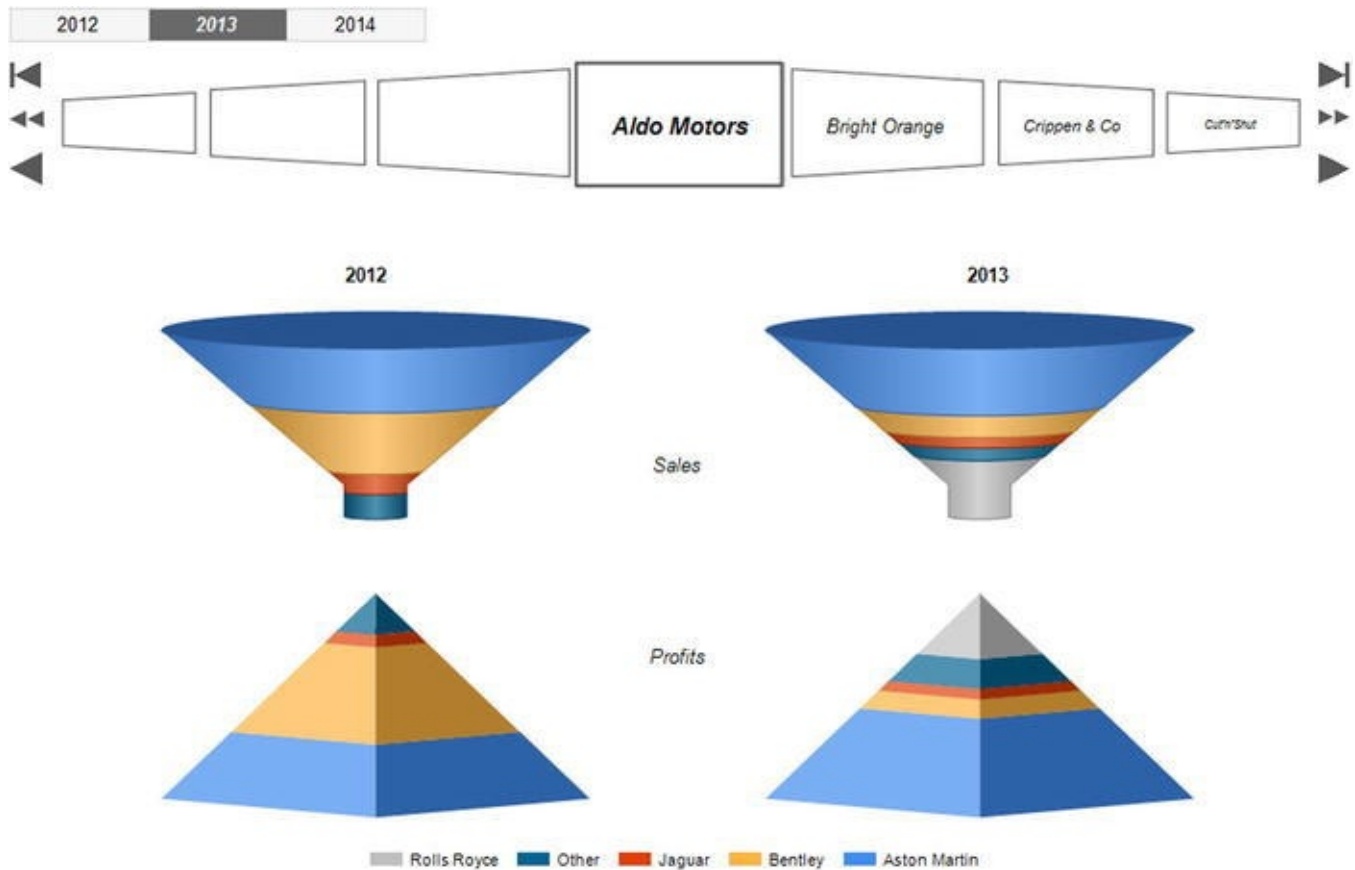 2012 2013 2014
Aldo Motors Bright Orange Crippen & Co Cut'n'Shut
2012 2013
Sales
Profits
Rolls Royce Other Jaguar Bentley Aston Martin